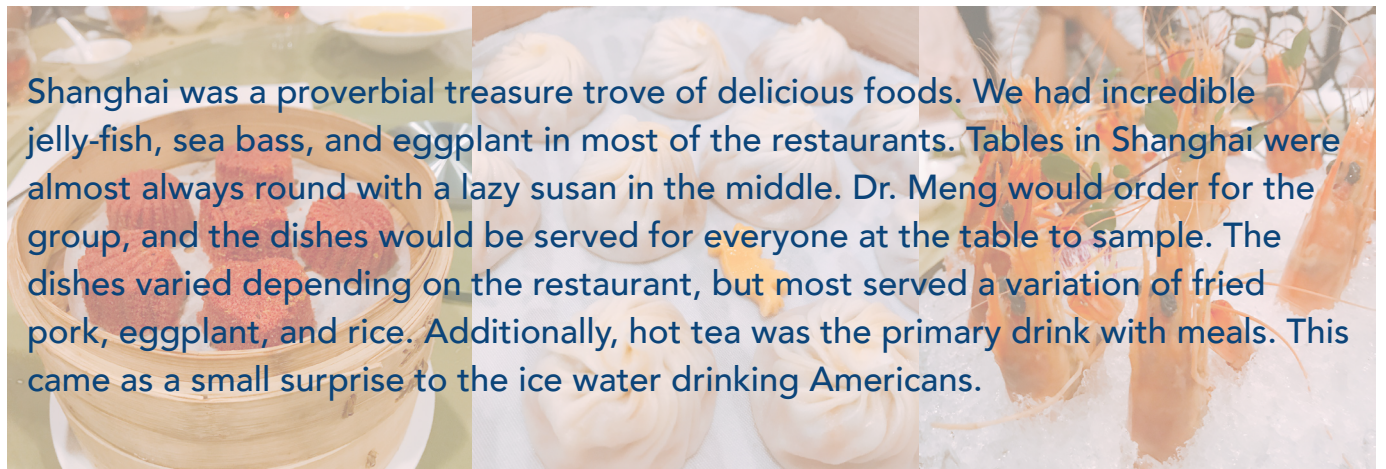 Shanghai was a proverbial treasure trove of delicious foods. We had incredible
jelly-fish, sea bass, and eggplant in most of the restaurants. Tables in Shanghai were
almost always round with a lazy susan in the middle. Dr. Meng would order for the
group, and the dishes would be served for everyone at the table to sample. The
dishes varied depending on the restaurant, but most served a variation of fried
pork, eggplant, and rice. Additionally, hot tea was the primary drink with meals. This
came as a small surprise to the ice water drinking Americans.